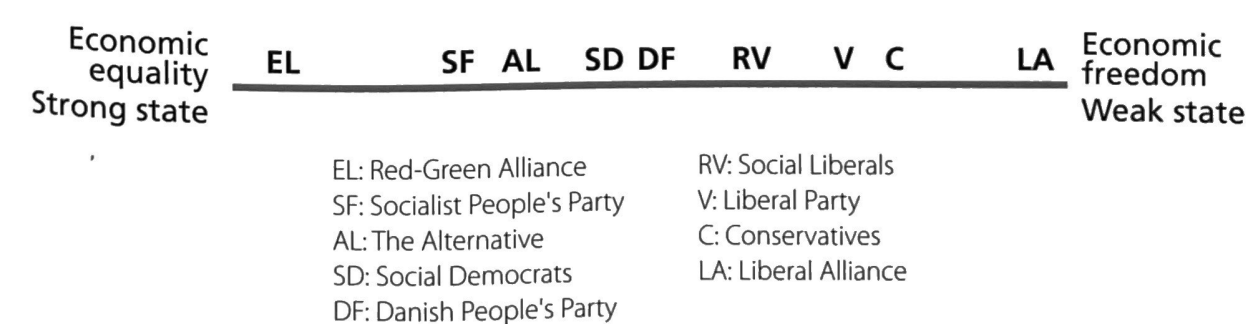 Economic equality
Strong state
EL SF AL SD DF RV V C LA
Economic freedom
Weak state
EL: Red-Green Alliance
SF: Socialist People's Party
AL: The Alternative
SD: Social Democrats
DF: Danish People's Party
RV: Social Liberals
V: Liberal Party
C: Conservatives
LA: Liberal Alliance